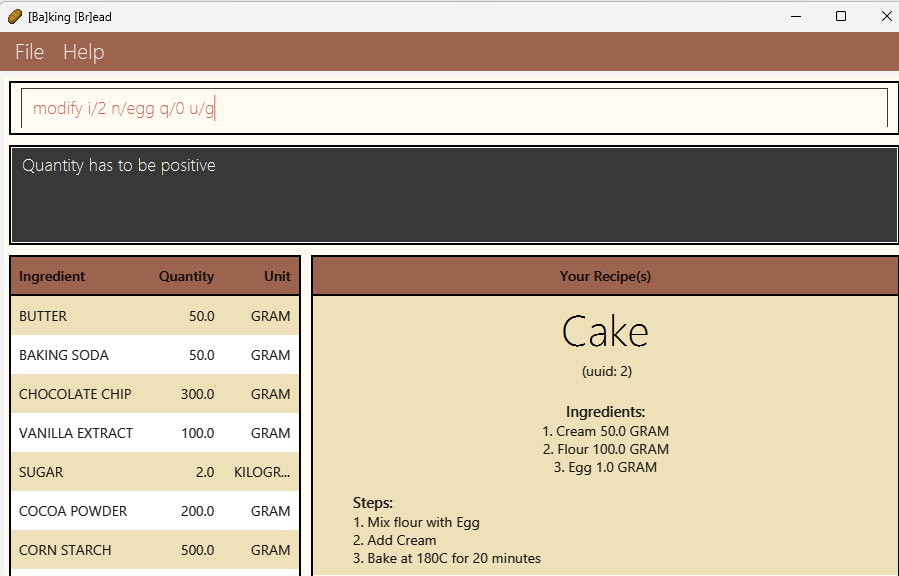 [Ba]king [Br]ead
File Help
modify i/2 n/egg q/0 u/g
Quantity has to be positive
Ingredient Quantity Unit
BUTTER 50.0 GRAM
BAKING SODA 50.0 GRAM
CHOCOLATE CHIP 300.0 GRAM
VANILLA EXTRACT 100.0 GRAM
SUGAR 2.0 KILOGR...
COCOA POWDER 200.0 GRAM
CORN STARCH 500.0 GRAM
Your Recipe(s)
Cake
(uuid: 2)
Ingredients:
1. Cream 50.0 GRAM
2. Flour 100.0 GRAM
3. Egg 1.0 GRAM
Steps:
1. Mix flour with Egg
2. Add Cream
3. Bake at 180C for 20 minutes